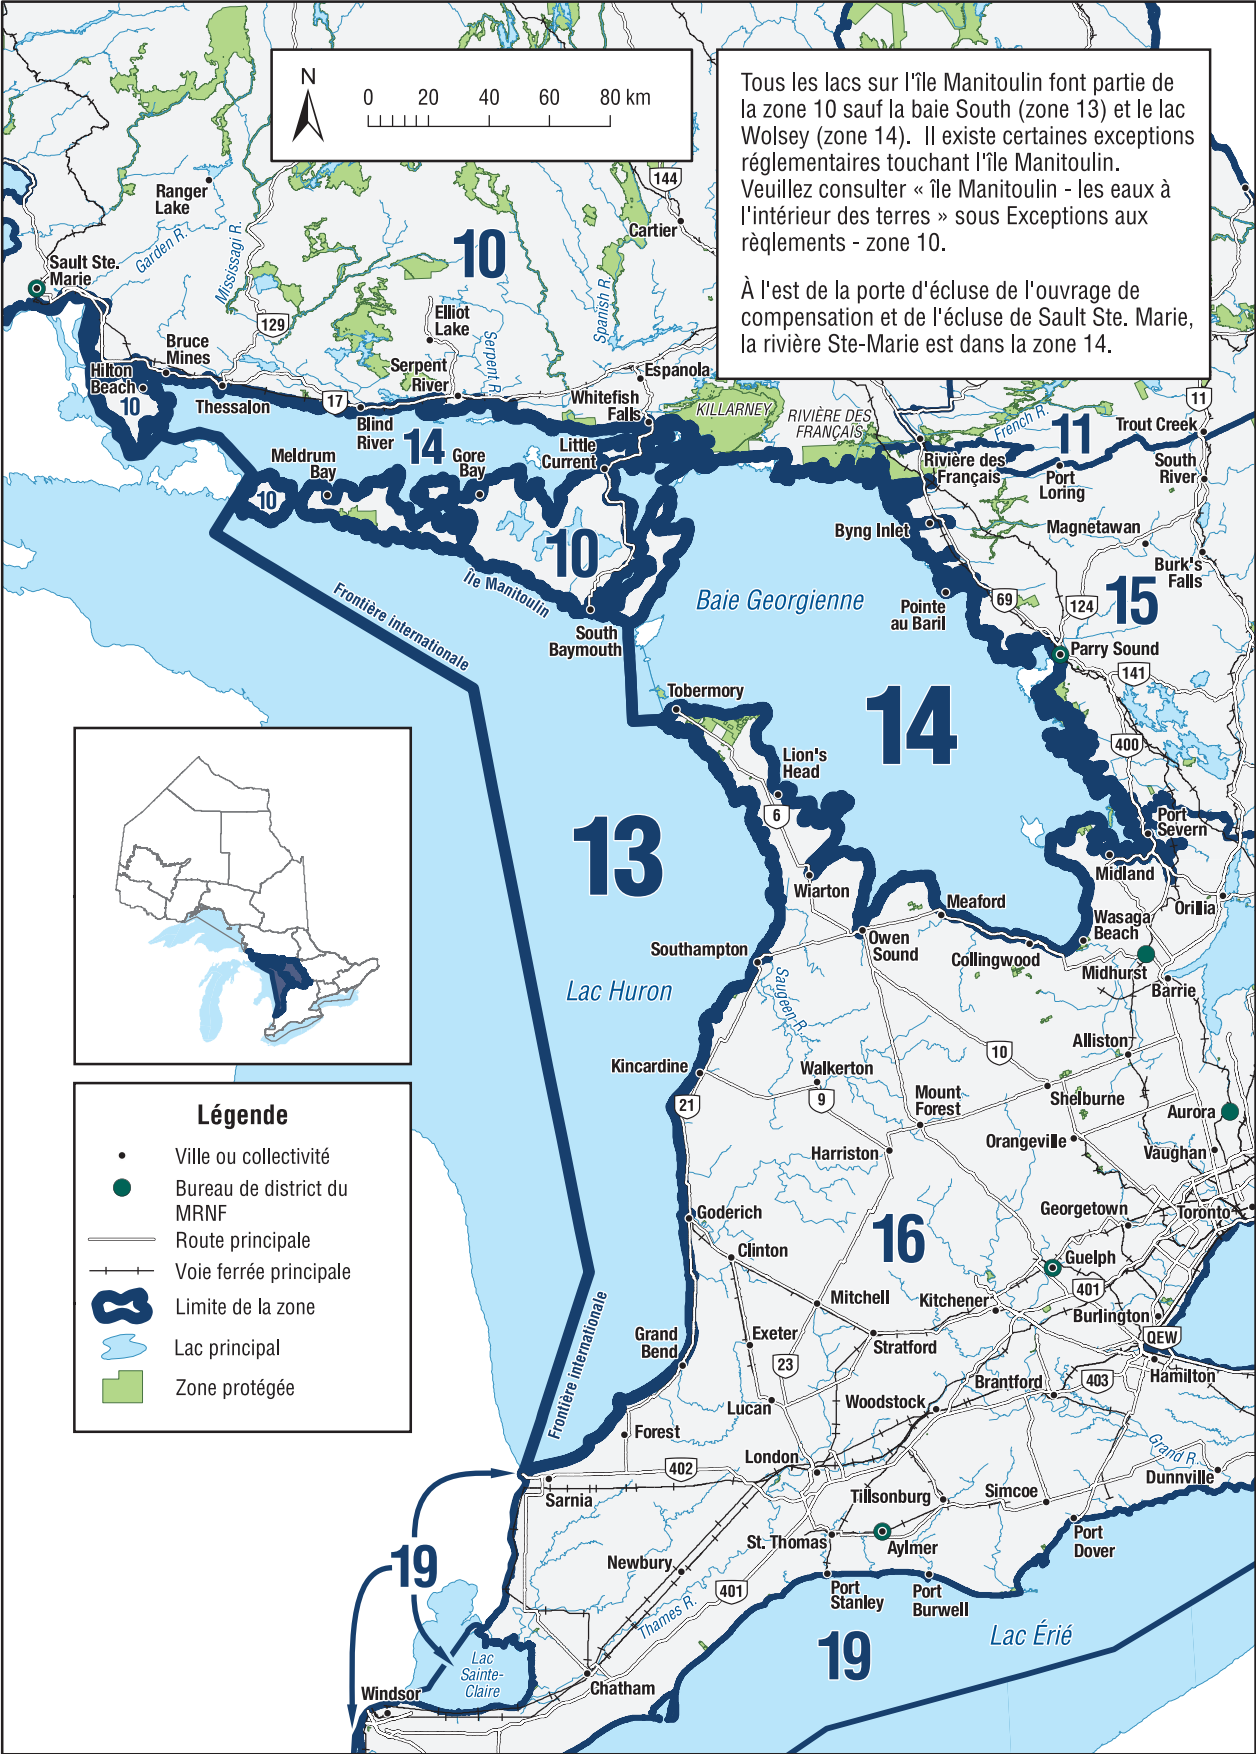 N
0 20 40 60 80 km
Tous les lacs sur l'île Manitoulin font partie de
la zone 10 sauf la baie South (zone 13) et le lac
Wolsey (zone 14). Il existe certaines exceptions
réglementaires touchant l'île Manitoulin.
Veuillez consulter « île Manitoulin - les eaux à
l'intérieur des terres » sous Exceptions aux
règlements - zone 10.
À l'est de la porte d'écluse de l'ouvrage de
compensation et de l'écluse de Sault Ste. Marie,
la rivière Ste-Marie est dans la zone 14.
144
Ranger
Lake
Cartier
Garden R.
Mississagi R.
10
Sault Ste.
Marie
Spanish R.
129
Elliot
Lake
Serpent R.
Bruce
Mines
Hilton
Beach
10
Serpent
River
Espanola
Thessalon
17
Blind
River
Whitefish
Falls
KILLARNEY
RIVIÈRE DES
FRANÇAIS
French R.
11
11
Trout Creek
14
Little
Current
Meldrum
Bay
Gore
Bay
Rivière des
Français
Port
Loring
South
River
10
10
Byng Inlet
Magnetawan
Burk's
Falls
Île Manitoulin
Frontière internationale
Baie Georgienne
Pointe
au Baril
69
124
15
South
Baymouth
Parry Sound
141
Tobermory
14
400
Lion's
Head
6
13
Port
Severn
Midland
Wiarton
Meaford
Orillia
Wasaga
Beach
Southampton
Owen
Sound
Collingwood
Midhurst
Barrie
Lac Huron
Saugeen R.
Alliston
10
Kincardine
Walkerton
Mount
Forest
Shelburne
21
9
Aurora
Orangeville
Harriston
Vaughan
Légende
Ville ou collectivité
Bureau de district du
MRNF
Route principale
Voie ferrée principale
Limite de la zone
Lac principal
Zone protégée
Goderich
Georgetown
Toronto
16
Clinton
Guelph
401
Mitchell
Kitchener
Burlington
Frontière internationale
Grand
Bend
Exeter
Stratford
QEW
23
Brantford
403
Hamilton
Lucan
Woodstock
Forest
Grand R.
London
402
Dunnville
Sarnia
Tillsonburg
Simcoe
St. Thomas
Aylmer
Port
Dover
19
Newbury
401
Port
Stanley
Port
Burwell
Thames R.
Lac Érié
19
Lac
Sainte-
Claire
Chatham
Windsor